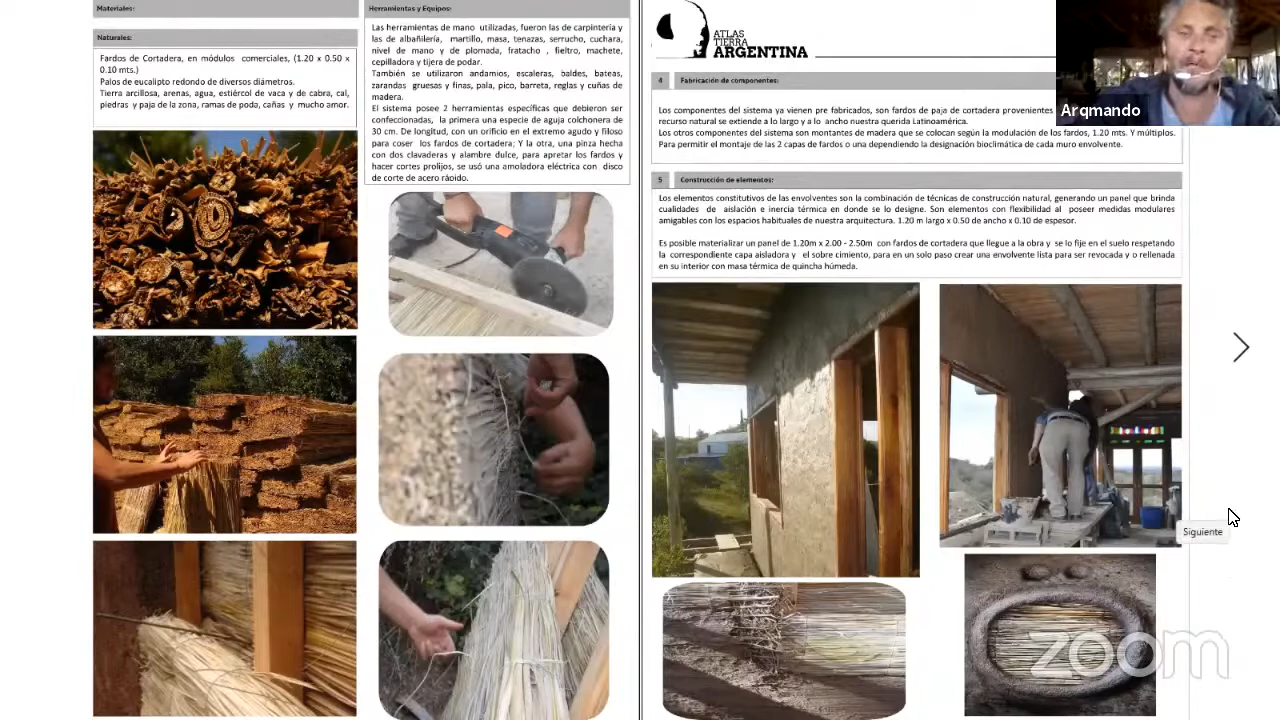 Materiales:
Naturales:
Fardos de Cortadera, en módulos comerciales, (1.20 x 0.50 x
0.10 mts.)
Palos de eucalipto redondo de diversos diámetros.
Tierra arcillosa, arenas, agua, estiércol de vaca y de cabra, cal,
piedras y paja de la zona, ramas de poda, cañas y mucho amor.
Herramientas y Equipos:
Las herramientas de mano utilizadas, fueron las de carpintería y
las de albañilería, martillo, masa, tenazas, serrucho, cuchara,
nivel de mano y de plomada, fratacho , fieltro, machete,
cepilladora y tijera de podar.
También se utilizaron andamios, escaleras, baldes, bateas,
zarandas gruesas y finas, pala, pico, barreta, reglas y cuñas de
madera.
El sistema posee 2 herramientas específicas que debieron ser
confeccionadas, la primera una especie de aguja colchonera de
30 cm. De longitud, con un orificio en el extremo agudo y filoso
para coser los fardos de cortadera; Y la otra, una pinza hecha
con dos clavaderas y alambre dulce, para apretar los fardos y
hacer cortes prolijos, se usó una amoladora eléctrica con disco
de corte de acero rápido.
ATLAS
TIERRA
ARGENTINA
4 Fabricación de componentes:
Los componentes del sistema ya vienen pre fabricados, son fardos de paja de cortadera provenientes
recurso natural se extiende a lo largo y a lo ancho nuestra querida Latinoamérica.
Los otros componentes del sistema son montantes de madera que se colocan según la modulación de los fardos, 1.20 mts. Y múltiplos.
Para permitir el montaje de las 2 capas de fardos o una dependiendo la designación bioclimática de cada muro envolvente.
5 Construcción de elementos:
Los elementos constitutivos de las envolventes son la combinación de técnicas de construcción natural, generando un panel que brinda
cualidades de aislación e inercia térmica en donde se lo designe. Son elementos con flexibilidad al poseer medidas modulares
amigables con los espacios habituales de nuestra arquitectura. 1.20 m largo x 0.50 de ancho x 0.10 de espesor.
Es posible materializar un panel de 1.20m x 2.00 - 2.50m con fardos de cortadera que llegue a la obra y se lo fije en el suelo respetando
la correspondiente capa aisladora y el sobre cimiento, para en un solo paso crear una envolvente lista para ser revocada y o rellenada
en su interior con masa térmica de quincha húmeda.
Arqmando
Siguiente
zoom